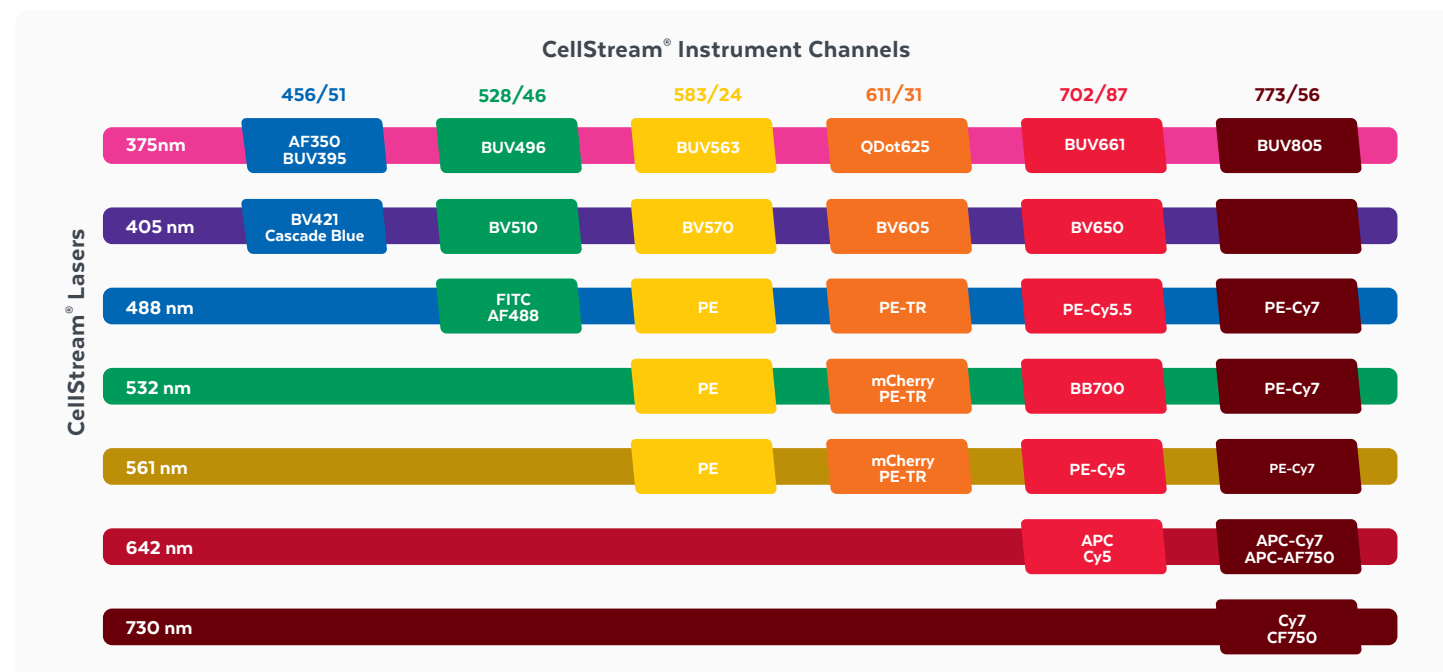 CellStream® Instrument Channels
456/51 528/46 583/24 611/31 702/87 773/56
CellStream® Lasers
375nm
AF350
BUV395
BUV496
BUV563
QDot625
BUV661
BUV805
405 nm
BV421
Cascade Blue
BV510
BV570
BV605
BV650
488 nm
FITC
AF488
PE
PE-TR
PE-Cy5.5
PE-Cy7
532 nm
PE
mCherry
PE-TR
BB700
PE-Cy7
561 nm
PE
mCherry
PE-TR
PE-Cy5
PE-Cy7
642 nm
APC
Cy5
APC-Cy7
APC-AF750
730 nm
Cy7
CF750